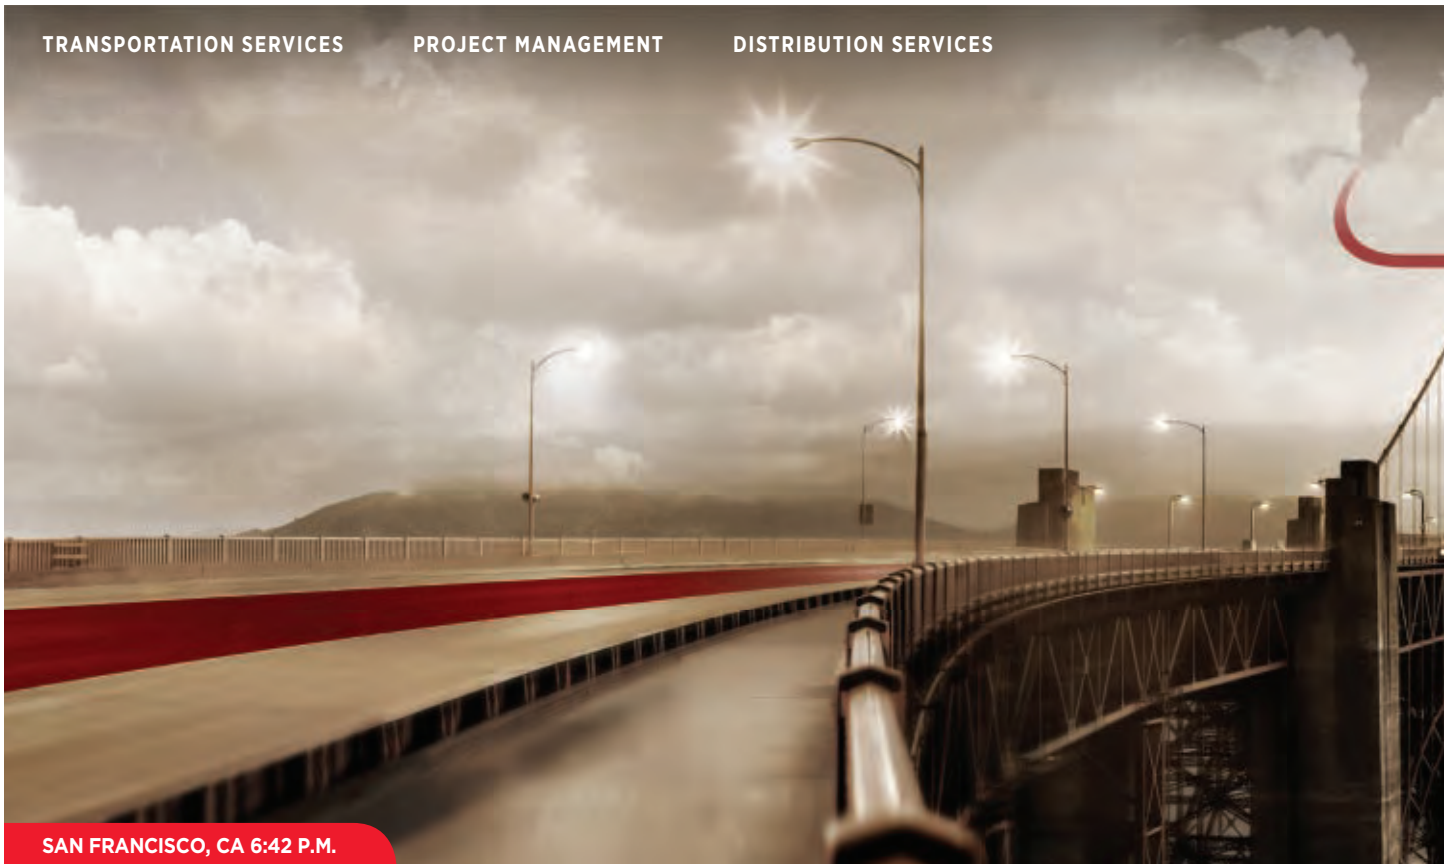 TRANSPORTATION SERVICES PROJECT MANAGEMENT DISTRIBUTION SERVICES
SAN FRANCISCO, CA 6:42 P.M.